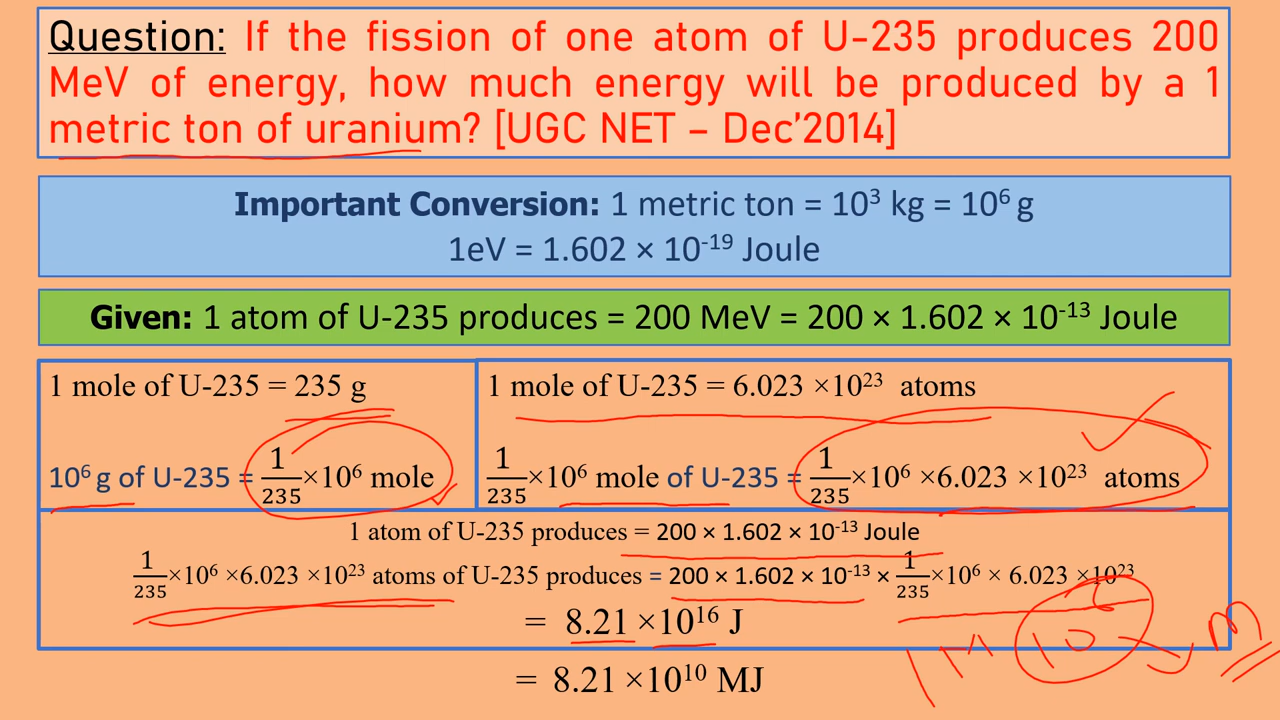 Question: If the fission of one atom of U-235 produces 200
MeV of energy, how much energy will be produced by a 1
metric ton of uranium? [UGC NET – Dec'2014]
Important Conversion: 1 metric ton = 10³ kg = 10⁶ g
1eV = 1.602 × 10⁻¹⁹ Joule
Given: 1 atom of U-235 produces = 200 MeV = 200 × 1.602 × 10⁻¹³ Joule
1 mole of U-235 = 235 g
10⁶ g of U-235 = 1/235 ×10⁶ mole
1 mole of U-235 = 6.023 ×10²³ atoms
1/235 ×10⁶ mole of U-235 = 1/235 ×10⁶ ×6.023 ×10²³ atoms
1 atom of U-235 produces = 200 × 1.602 × 10⁻¹³ Joule
1/235 ×10⁶ ×6.023 ×10²³ atoms of U-235 produces = 200 × 1.602 × 10⁻¹³ × 1/235 ×10⁶ × 6.023 ×10²³
= 8.21 ×10¹⁶ J
= 8.21 ×10¹⁰ MJ